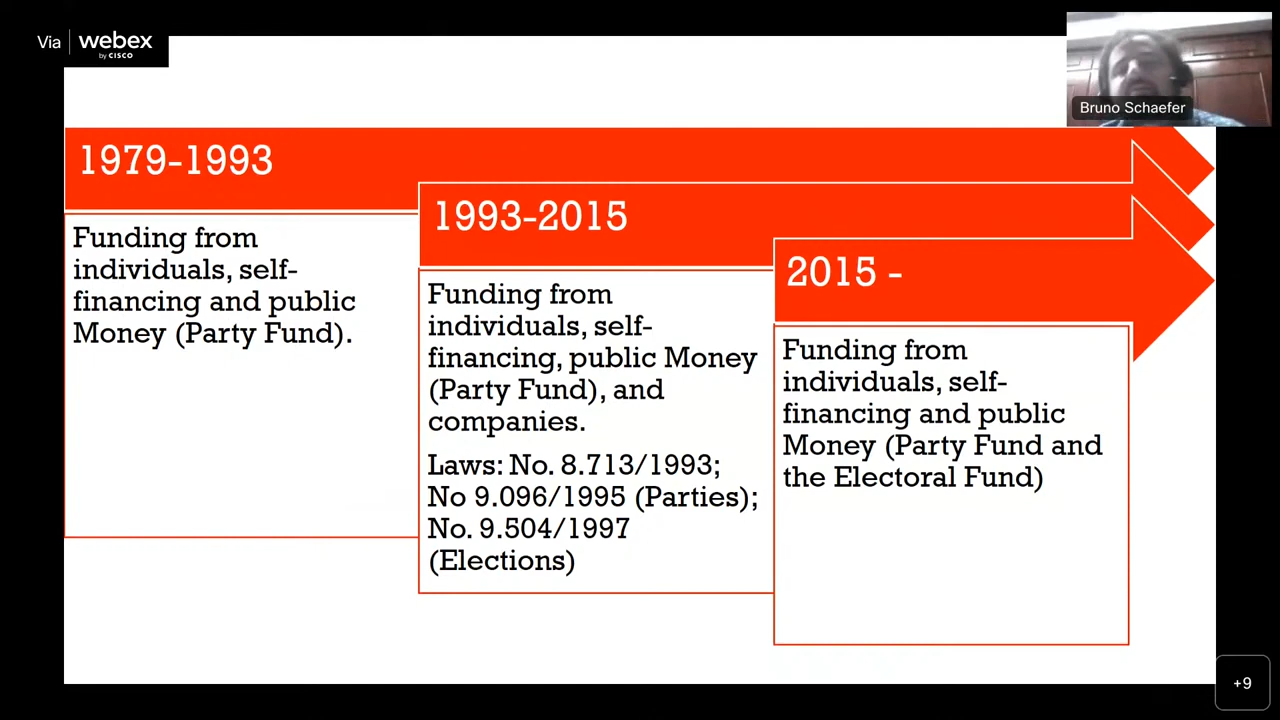 Via webex
by CISCO
Bruno Schaefer
1979-1993
Funding from
individuals, self-
financing and public
Money (Party Fund).
1993-2015
Funding from
individuals, self-
financing, public Money
(Party Fund), and
companies.
Laws: No. 8.713/1993;
No 9.096/1995 (Parties);
No. 9.504/1997
(Elections)
2015 -
Funding from
individuals, self-
financing and public
Money (Party Fund and
the Electoral Fund)
+9